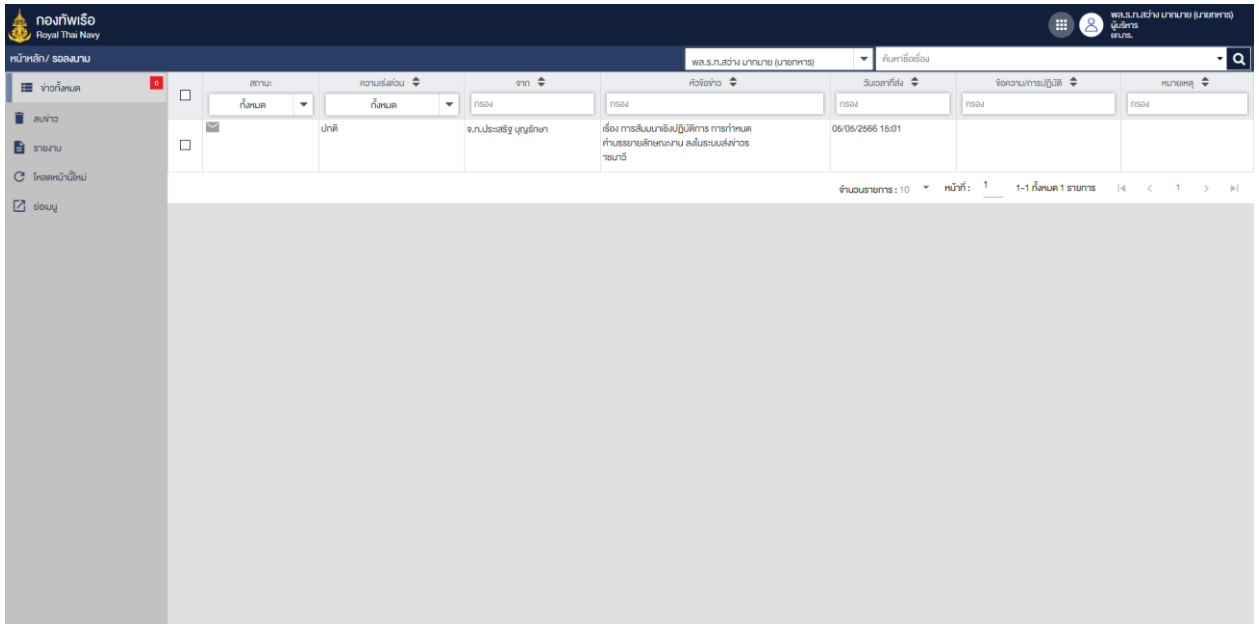 กองทัพเรือ
Royal Thai Navy
พล.ร.ท.สว่าง มากมาย (นายทหาร)
ผู้บริหาร
ยก.ทร.
หน้าหลัก/ รอลงนาม
พล.ร.ท.สว่าง มากมาย (นายทหาร)
ค้นหาชื่อเรื่อง
ข่าวทั้งหมด 0
ลบข่าว
รายงาน
โหลดหน้านี้ใหม่
ย่อเมนู
สถานะ ความเร่งด่วน จาก หัวข้อข่าว วันเวลาที่ส่ง ข้อความ/การปฏิบัติ หมายเหตุ
ทั้งหมด ทั้งหมด กรอง กรอง กรอง กรอง กรอง
ปกติ จ.ท.ประเสริฐ บุญรักษา เรื่อง การสัมมนาเชิงปฏิบัติการ การกำหนด 05/05/2566 15:01
คำบรรยายลักษณะงาน ลงในระบบส่งข่าวร
าชนาวี
จำนวนรายการ : 10 หน้าที่ : 1 1-1 ทั้งหมด 1 รายการ 1